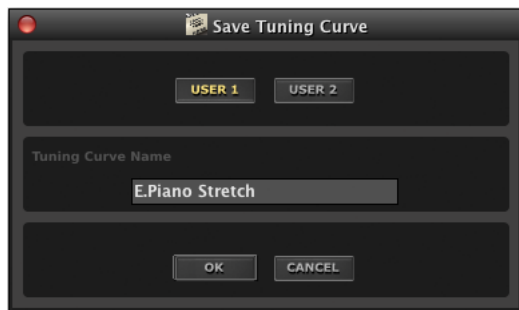 Save Tuning Curve
USER 1 USER 2
Tuning Curve Name
E.Piano Stretch
OK CANCEL